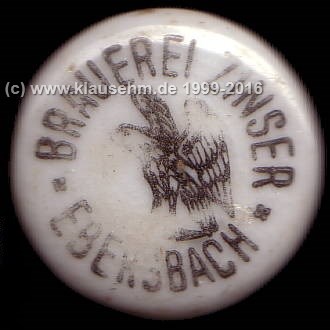 BRAUEREI ZINSER
(c) www.klausehm.de 1999-2016
* EBERSBACH *